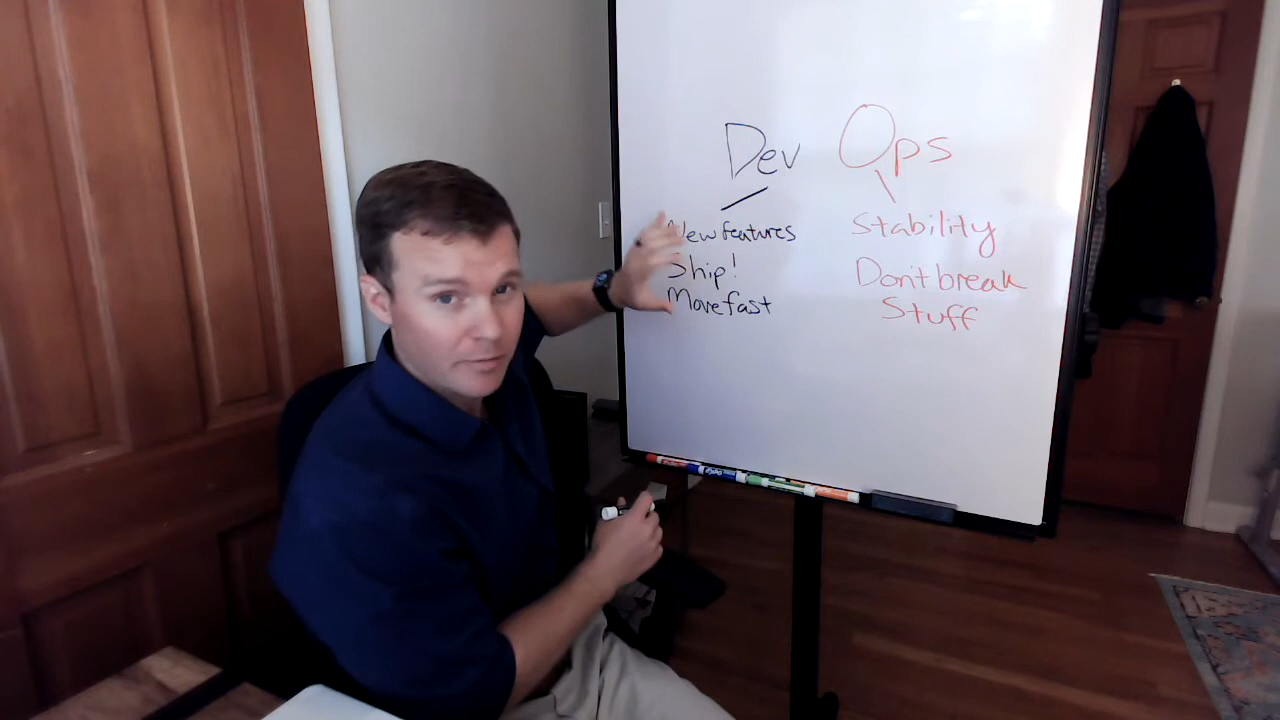 Dev Ops
New features
Ship!
Move fast
Stability
Don't break
Stuff